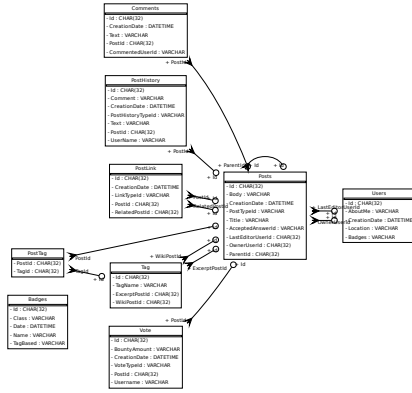 Comments
- Id : CHAR(32)
- CreationDate : DATETIME
- Text : VARCHAR
- PostId : CHAR(32)
- CommentedUserId : VARCHAR
+ PostId
PostHistory
- Id : CHAR(32)
- Comment : VARCHAR
- CreationDate : DATETIME
- PostHistoryTypeId : VARCHAR
- Text : VARCHAR
- PostId : CHAR(32)
- UserName : VARCHAR
+ PostId
+ Id
+ ParentId
+ Id
+ Id
PostLink
- Id : CHAR(32)
- CreationDate : DATETIME
- LinkTypeId : VARCHAR
- PostId : CHAR(32)
- RelatedPostId : CHAR(32)
Posts
- Id : CHAR(32)
- Body : VARCHAR
- CreationDate : DATETIME
- PostTypeId : VARCHAR
- Title : VARCHAR
- AcceptedAnswerId : VARCHAR
- LastEditorUserId : CHAR(32)
- OwnerUserId : CHAR(32)
- ParentId : CHAR(32)
+ LastEditorUserId
Users
- Id : CHAR(32)
- AboutMe : VARCHAR
- CreationDate : DATETIME
- Location : VARCHAR
- Badges : VARCHAR
PostTag
- PostId : CHAR(32)
- TagId : CHAR(32)
PostId
+ Id
+ WikiPostId
ExcerptPostId
+ Id
Tag
- Id : CHAR(32)
- TagName : VARCHAR
- ExcerptPostId : CHAR(32)
- WikiPostId : CHAR(32)
Badges
- Id : CHAR(32)
- Class : VARCHAR
- Date : DATETIME
- Name : VARCHAR
- TagBased : VARCHAR
+ PostId
Vote
- Id : CHAR(32)
- BountyAmount : VARCHAR
- CreationDate : DATETIME
- VoteTypeId : VARCHAR
- PostId : CHAR(32)
- Username : VARCHAR